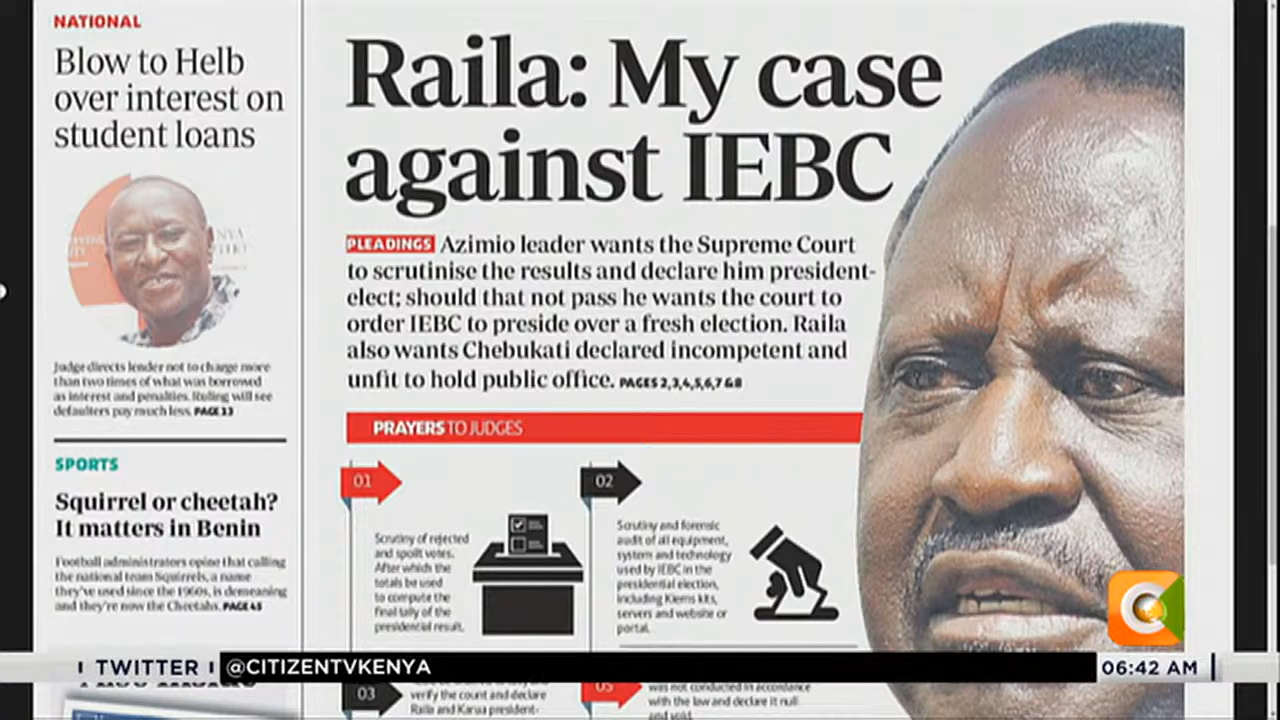 NATIONAL
Blow to Helb
over interest on
student loans
Judge directs lender not to charge more
than two times of what was borrowed
as interest and penalties. Ruling will see
defaulters pay much less. PAGE 13
SPORTS
Squirrel or cheetah?
It matters in Benin
Football administrators opine that calling
the national team Squirrels, a name
they've used since the 1960s, is demeaning
and they're now the Cheetahs. PAGE 45
Raila: My case
against IEBC
PLEADINGS Azimio leader wants the Supreme Court
to scrutinise the results and declare him president-
elect; should that not pass he wants the court to
order IEBC to preside over a fresh election. Raila
also wants Chebukati declared incompetent and
unfit to hold public office. PAGES 2,3,4,5,6,7 & 8
PRAYERS TO JUDGES
01
Scrutiny of rejected
and spoilt votes.
After which the
totals be used
to compute the
final tally of the
presidential result.
02
Scrutiny and forensic
audit of all equipment,
system and technology
used by IEBC in the
presidential election,
including Kiems kits,
servers and website or
portal.
03
verify the count and declare
Raila and Karua president-
05
was not conducted in accordance
with the law and declare it null
and void.
TWITTER
@CITIZENTVKENYA
06:42 AM